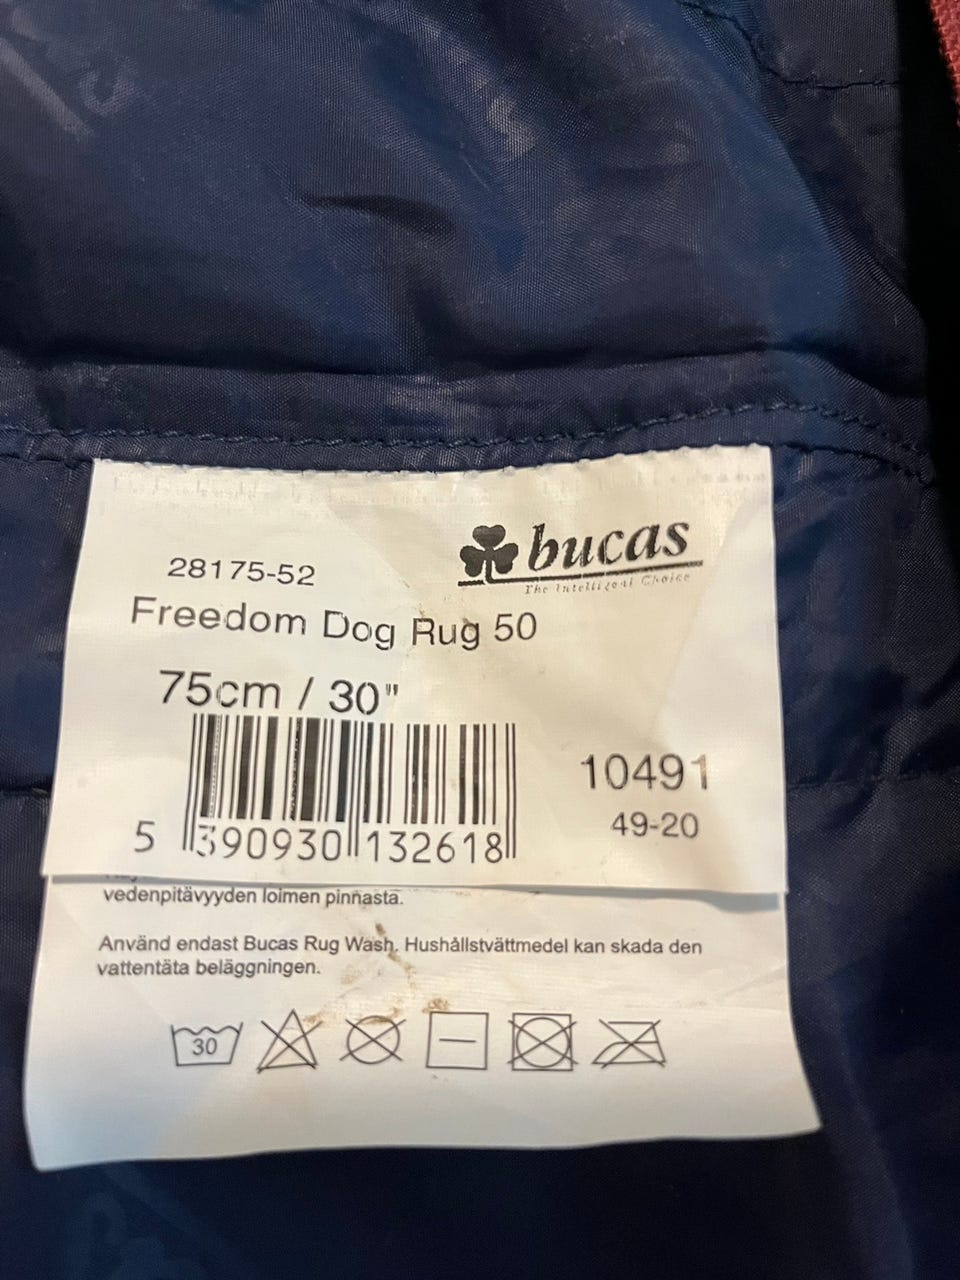 bucas
The Intelligent Choice
28175-52
Freedom Dog Rug 50
75cm / 30"
10491
49-20
5 390930 132618
vedenpitävyyden loimen pinnasta.
Använd endast Bucas Rug Wash. Hushållstvättmedel kan skada den
vattentäta beläggningen.
30